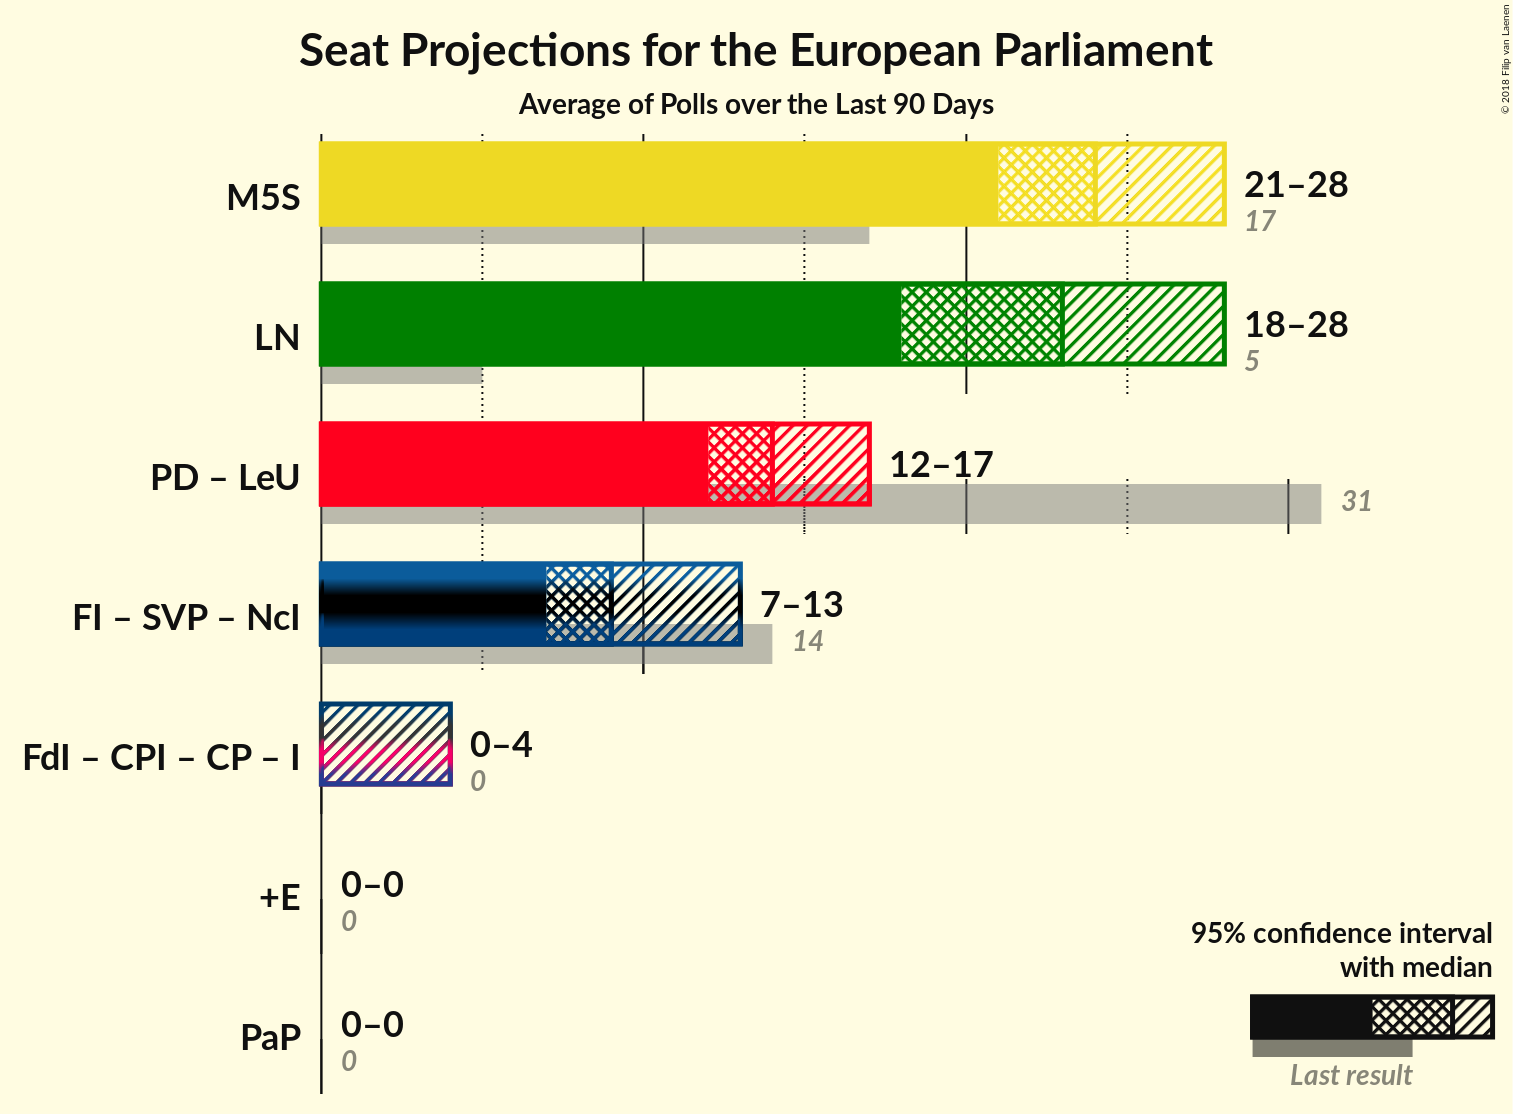 Seat Projections for the European Parliament
Average of Polls over the Last 90 Days
© 2018 Filip van Laenen
M5S
21–28
17
LN
18–28
5
PD – LeU
12–17
31
FI – SVP – NcI
7–13
14
FdI – CPI – CP – I
0–4
0
+E
0–0
0
PaP
0–0
0
95% confidence interval
with median
Last result